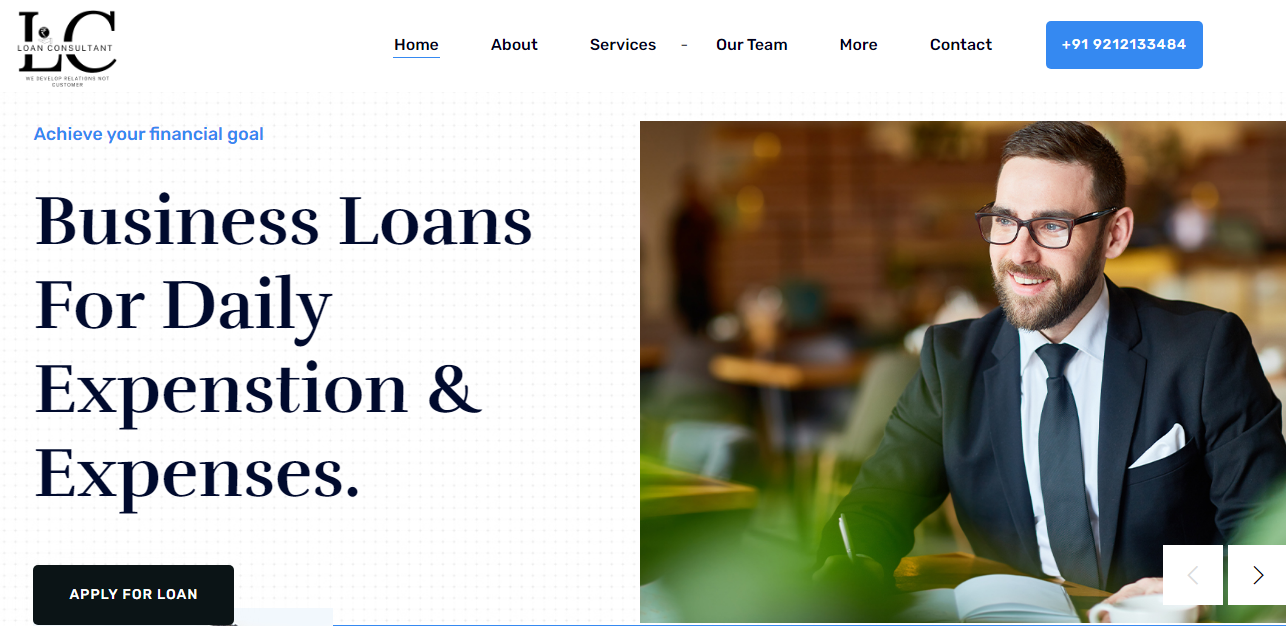 LC
LOAN CONSULTANT
WE DEVELOP RELATIONS NOT
CUSTOMER
Home About Services - Our Team More Contact +91 9212133484
Achieve your financial goal
Business Loans
For Daily
Expenstion &
Expenses.
APPLY FOR LOAN